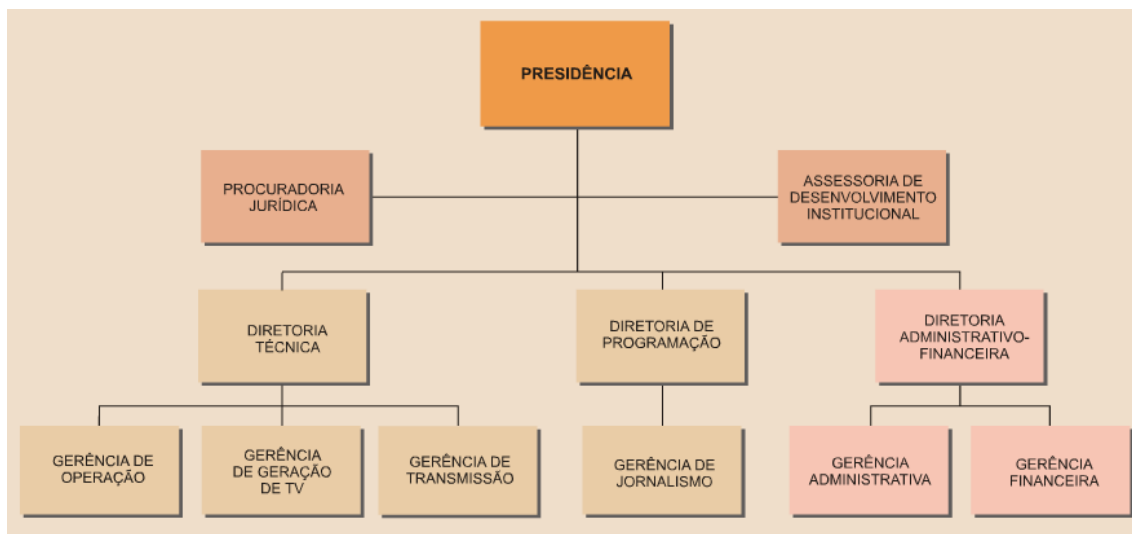 PRESIDÊNCIA
PROCURADORIA
JURÍDICA
ASSESSORIA DE
DESENVOLVIMENTO
INSTITUCIONAL
DIRETORIA
TÉCNICA
DIRETORIA DE
PROGRAMAÇÃO
DIRETORIA
ADMINISTRATIVO-
FINANCEIRA
GERÊNCIA DE
OPERAÇÃO
GERÊNCIA
DE GERAÇÃO
DE TV
GERÊNCIA DE
TRANSMISSÃO
GERÊNCIA DE
JORNALISMO
GERÊNCIA
ADMINISTRATIVA
GERÊNCIA
FINANCEIRA